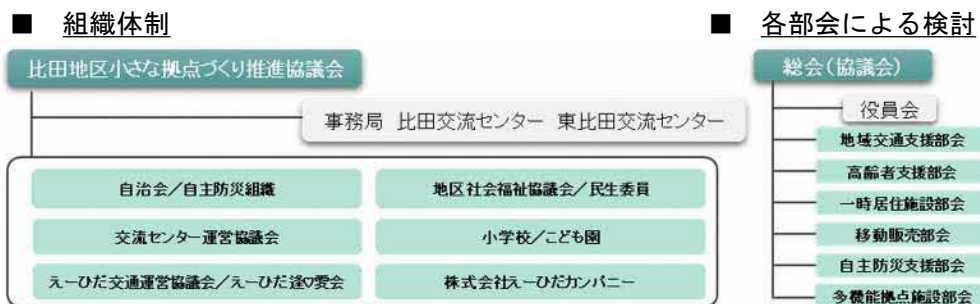 ■ 組織体制
比田地区小さな拠点づくり推進協議会
事務局 比田交流センター 東比田交流センター
自治会/自主防災組織
地区社会福祉協議会/民生委員
交流センター運営協議会
小学校/こども園
えーひだ交通運営協議会/えーひだ逢♡愛会
株式会社えーひだカンパニー
■ 各部会による検討
総会(協議会)
役員会
地域交通支援部会
高齢者支援部会
一時居住施設部会
移動販売部会
自主防災支援部会
多機能拠点施設部会